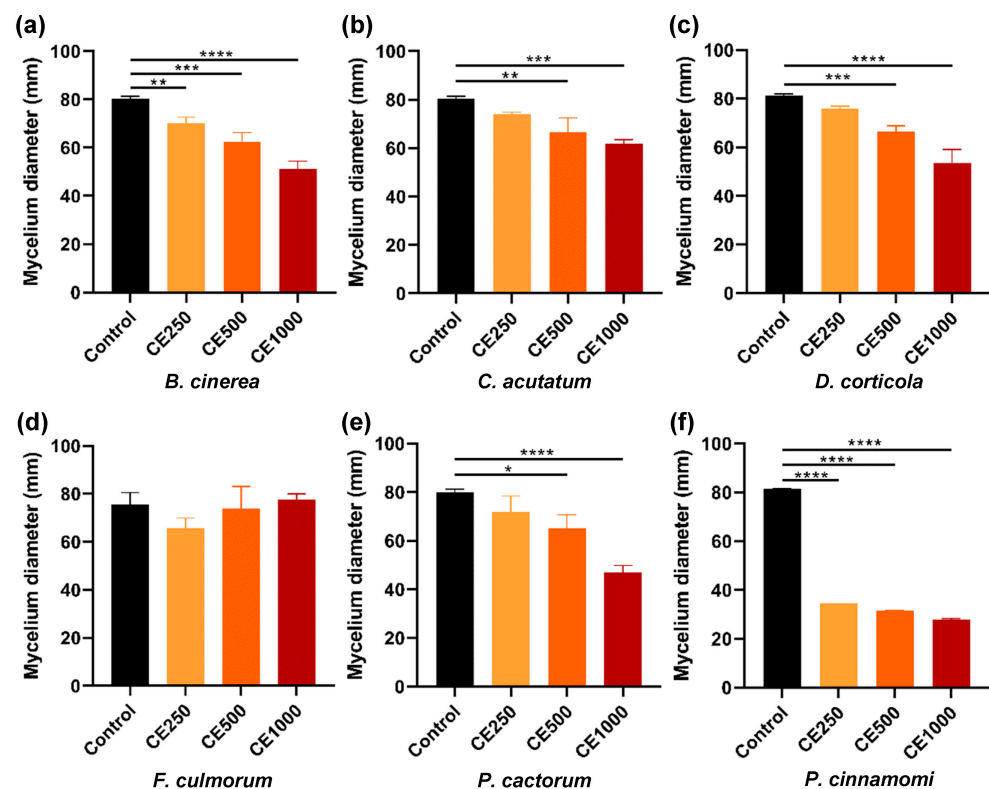 (a)
Mycelium diameter (mm)
100
80
60
40
20
0
****
***
**
Control
CE250
CE500
CE1000
B. cinerea
(b)
Mycelium diameter (mm)
100
80
60
40
20
0
***
**
Control
CE250
CE500
CE1000
C. acutatum
(c)
Mycelium diameter (mm)
100
80
60
40
20
0
****
***
Control
CE250
CE500
CE1000
D. corticola
(d)
Mycelium diameter (mm)
100
80
60
40
20
0
Control
CE250
CE500
CE1000
F. culmorum
(e)
Mycelium diameter (mm)
100
80
60
40
20
0
****
*
Control
CE250
CE500
CE1000
P. cactorum
(f)
Mycelium diameter (mm)
100
80
60
40
20
0
****
****
****
Control
CE250
CE500
CE1000
P. cinnamomi